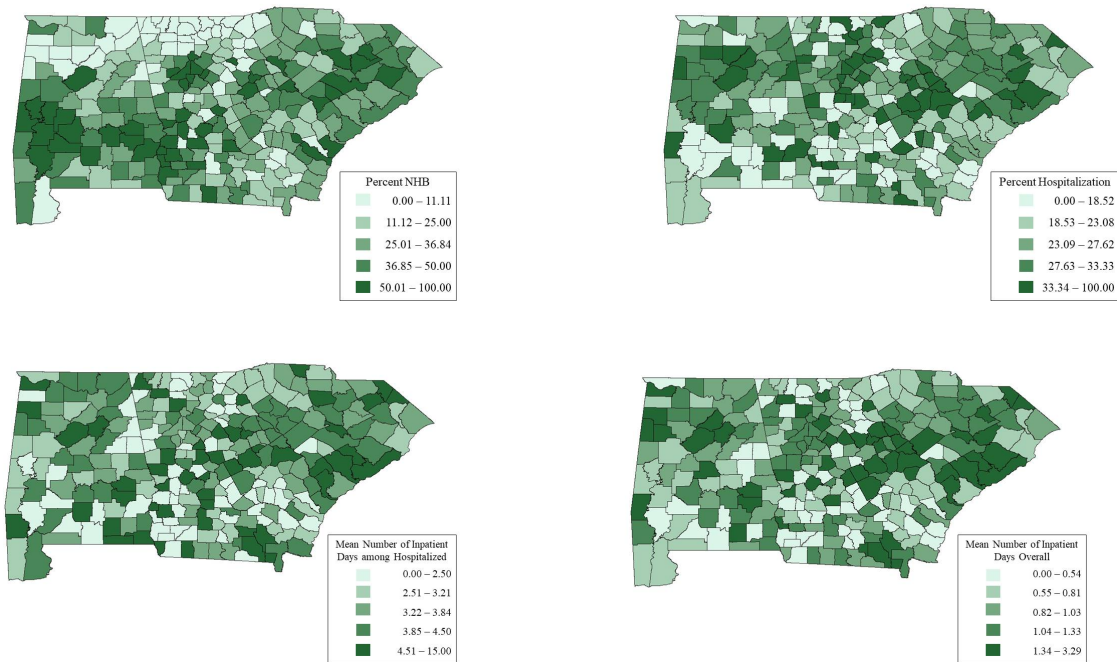 Percent NHB
0.00 – 11.11
11.12 – 25.00
25.01 – 36.84
36.85 – 50.00
50.01 – 100.00
Percent Hospitalization
0.00 – 18.52
18.53 – 23.08
23.09 – 27.62
27.63 – 33.33
33.34 – 100.00
Mean Number of Inpatient
Days among Hospitalized
0.00 – 2.50
2.51 – 3.21
3.22 – 3.84
3.85 – 4.50
4.51 – 15.00
Mean Number of Inpatient
Days Overall
0.00 – 0.54
0.55 – 0.81
0.82 – 1.03
1.04 – 1.33
1.34 – 3.29